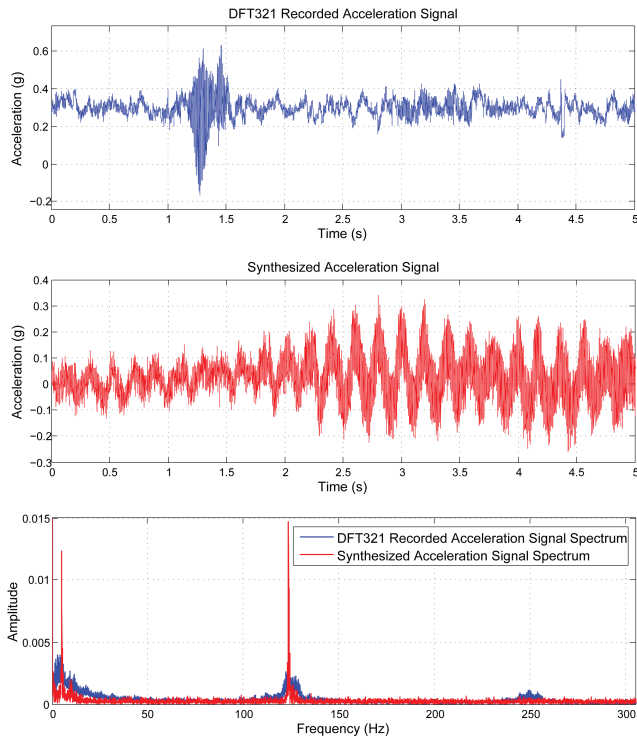 DFT321 Recorded Acceleration Signal
Acceleration (g)
0.6
0.4
0.2
0
−0.2
0 0.5 1 1.5 2 2.5 3 3.5 4 4.5 5
Time (s)
Synthesized Acceleration Signal
Acceleration (g)
0.4
0.3
0.2
0.1
0
−0.1
−0.2
−0.3
0 0.5 1 1.5 2 2.5 3 3.5 4 4.5 5
Time (s)
DFT321 Recorded Acceleration Signal Spectrum
Synthesized Acceleration Signal Spectrum
Amplitude
0.015
0.01
0.005
0
0 50 100 150 200 250 300
Frequency (Hz)